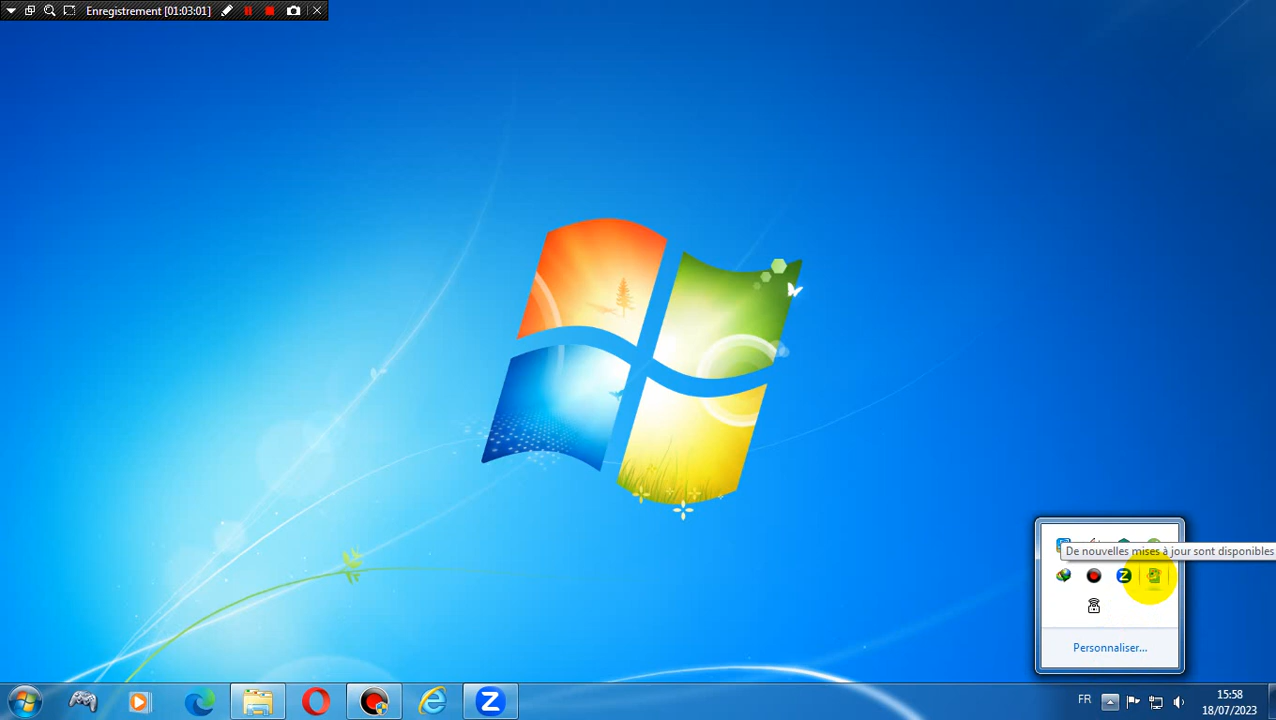 Enregistrement [01:03:01]
De nouvelles mises à jour sont disponibles
Z
Personnaliser...
Z
FR
15:58
18/07/2023